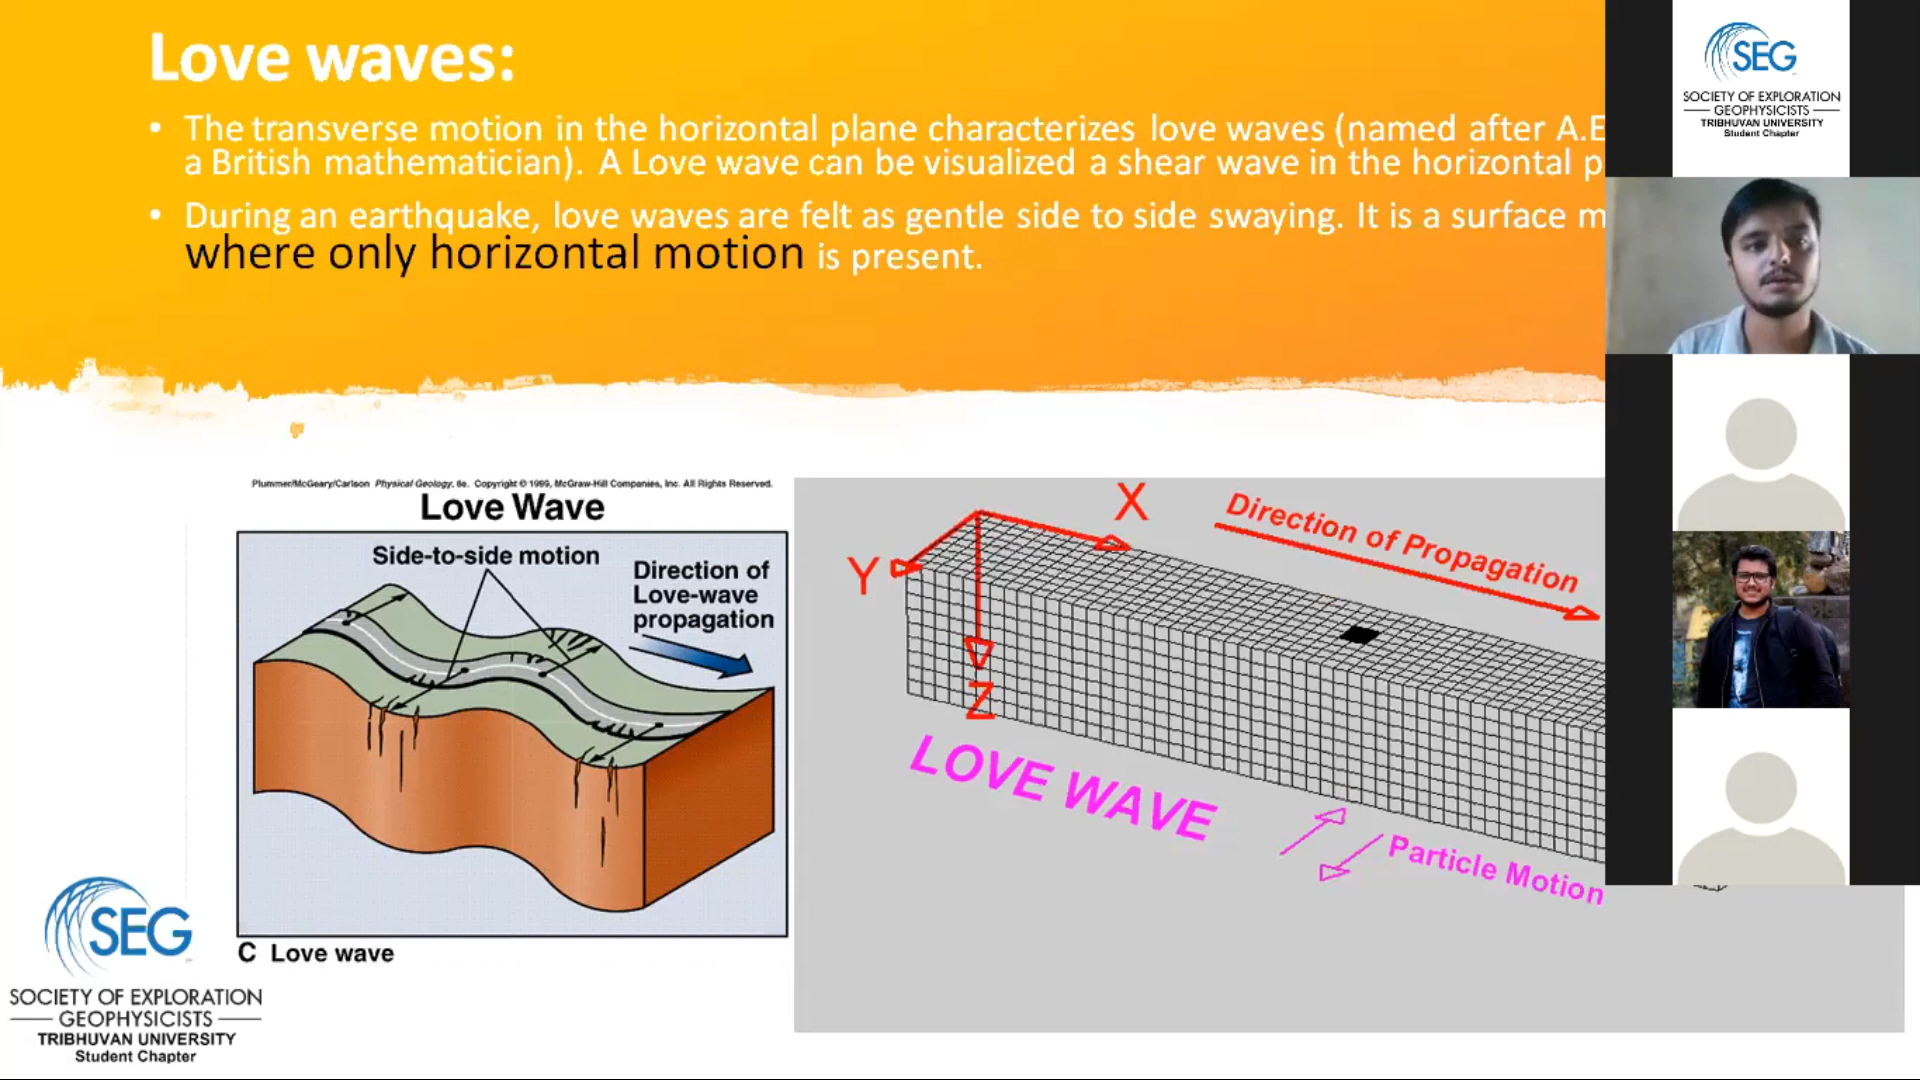 Love waves:
• The transverse motion in the horizontal plane characterizes love waves (named after A.E
a British mathematician). A Love wave can be visualized a shear wave in the horizontal p
• During an earthquake, love waves are felt as gentle side to side swaying. It is a surface m
where only horizontal motion is present.
Plummer/McGeary/Carlson Physical Geology, 8e. Copyright © 1999, McGraw-Hill Companies, Inc. All Rights Reserved.
Love Wave
Side-to-side motion
Direction of
Love-wave
propagation
C Love wave
X
Y
Z
Direction of Propagation
LOVE WAVE
Particle Motion
SEG
SOCIETY OF EXPLORATION
GEOPHYSICISTS
TRIBHUVAN UNIVERSITY
Student Chapter
SEG
SOCIETY OF EXPLORATION
GEOPHYSICISTS
TRIBHUVAN UNIVERSITY
Student Chapter